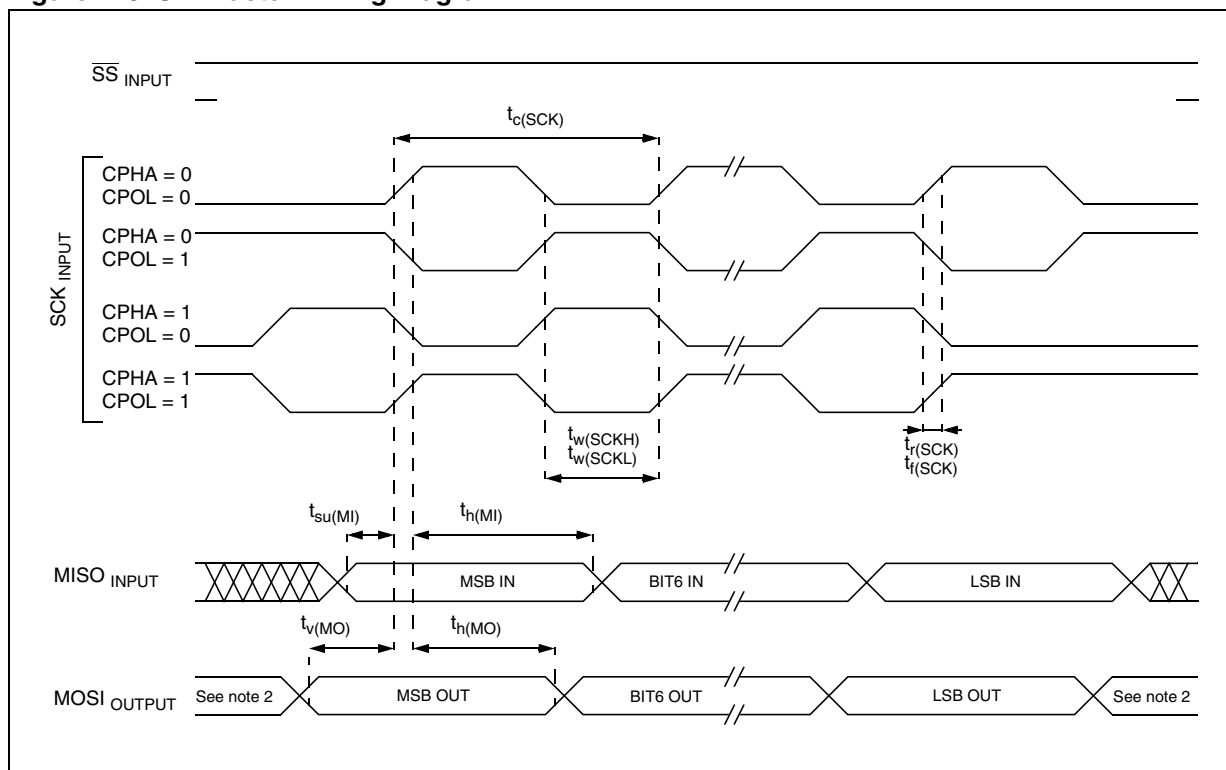 SS INPUT
tc(SCK)
SCK INPUT
CPHA = 0
CPOL = 0
CPHA = 0
CPOL = 1
CPHA = 1
CPOL = 0
CPHA = 1
CPOL = 1
tw(SCKH)
tw(SCKL)
tr(SCK)
tf(SCK)
tsu(MI)
th(MI)
MISO INPUT
MSB IN
BIT6 IN
LSB IN
tv(MO)
th(MO)
MOSI OUTPUT
See note 2
MSB OUT
BIT6 OUT
LSB OUT
See note 2